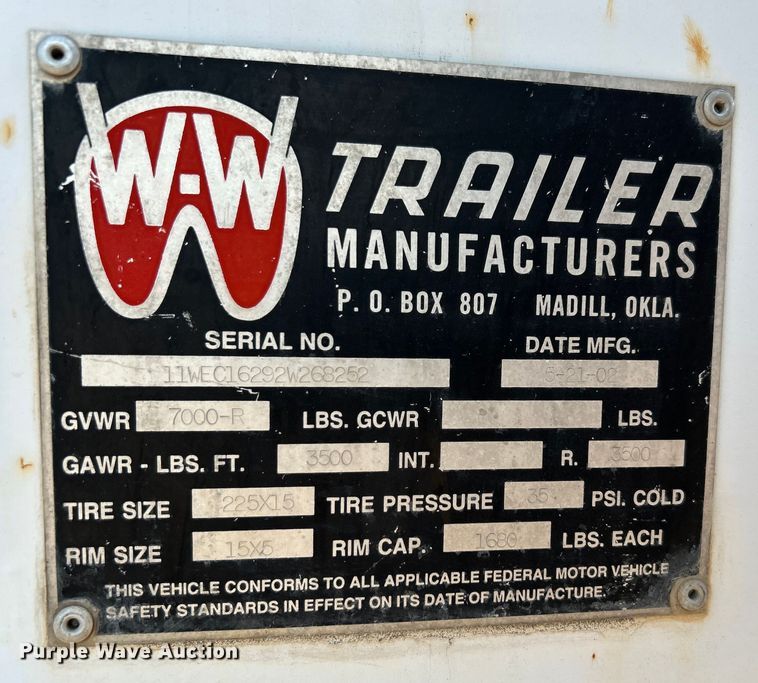 W-W
TRAILER
MANUFACTURERS
P. O. BOX 807 MADILL, OKLA.
SERIAL NO. DATE MFG.
11WEC16292W268252 5-21-02
GVWR 7000-R LBS. GCWR LBS.
GAWR - LBS. FT. 3500 INT. R. 3500
TIRE SIZE 225X15 TIRE PRESSURE 35 PSI. COLD
RIM SIZE 15X5 RIM CAP. 1680 LBS. EACH
THIS VEHICLE CONFORMS TO ALL APPLICABLE FEDERAL MOTOR VEHICLE
SAFETY STANDARDS IN EFFECT ON ITS DATE OF MANUFACTURE.
Purple Wave Auction